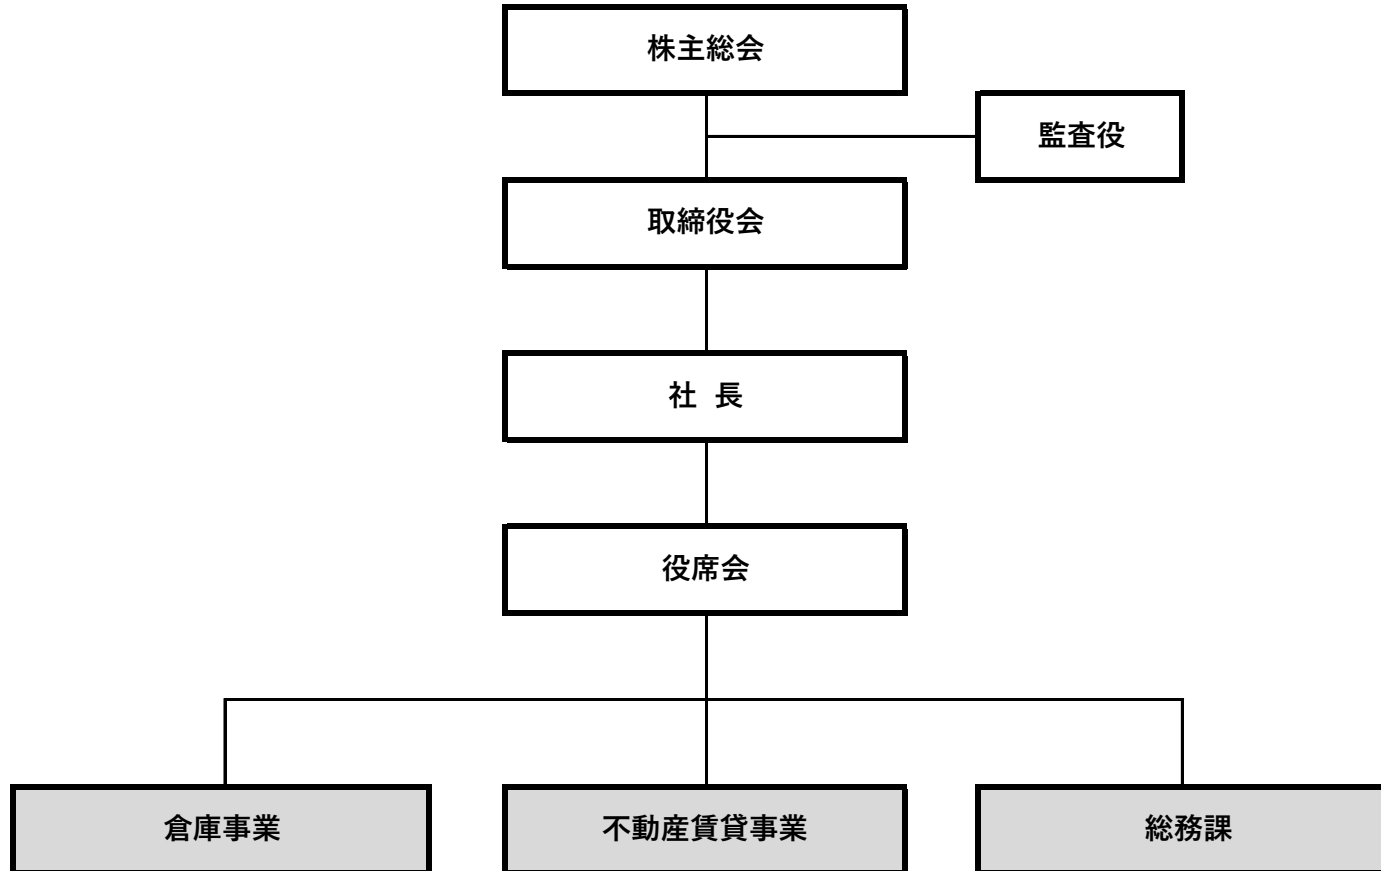 株主総会
監査役
取締役会
社 長
役席会
倉庫事業
不動産賃貸事業
総務課